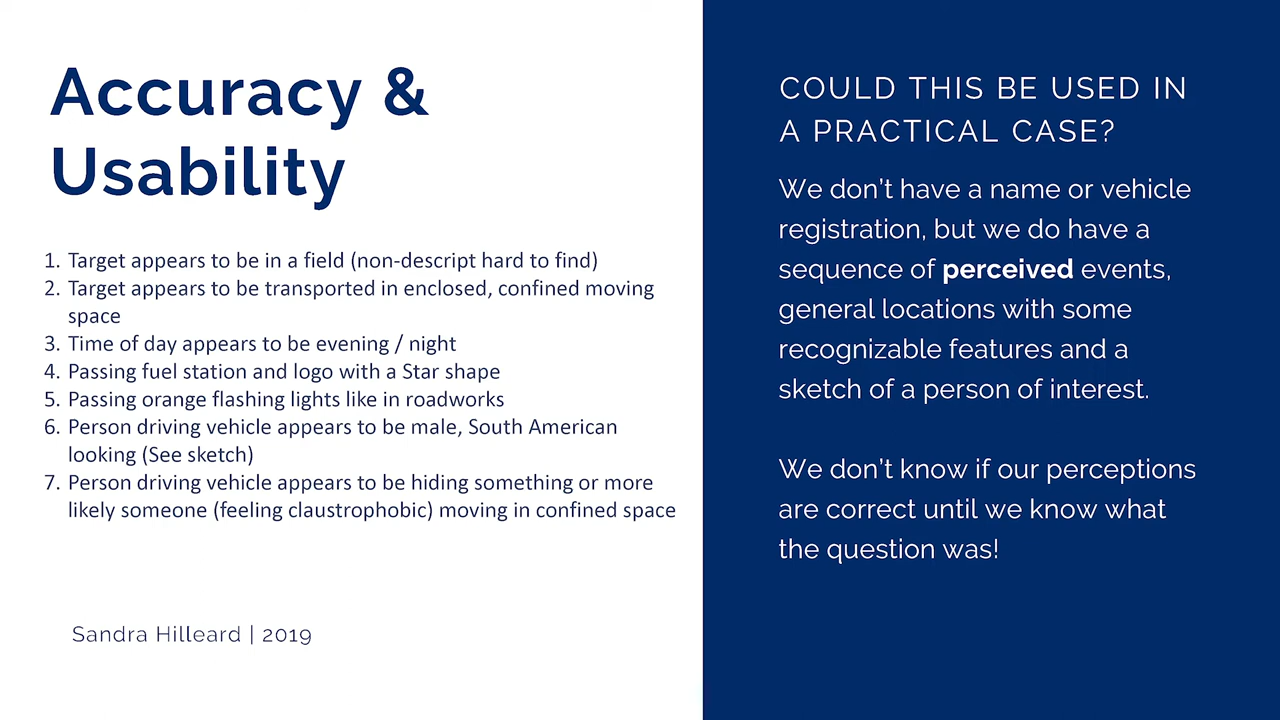 Accuracy &
Usability
1. Target appears to be in a field (non-descript hard to find)
2. Target appears to be transported in enclosed, confined moving
space
3. Time of day appears to be evening / night
4. Passing fuel station and logo with a Star shape
5. Passing orange flashing lights like in roadworks
6. Person driving vehicle appears to be male, South American
looking (See sketch)
7. Person driving vehicle appears to be hiding something or more
likely someone (feeling claustrophobic) moving in confined space
Sandra Hilleard | 2019
COULD THIS BE USED IN
A PRACTICAL CASE?
We don't have a name or vehicle
registration, but we do have a
sequence of perceived events,
general locations with some
recognizable features and a
sketch of a person of interest.
We don't know if our perceptions
are correct until we know what
the question was!